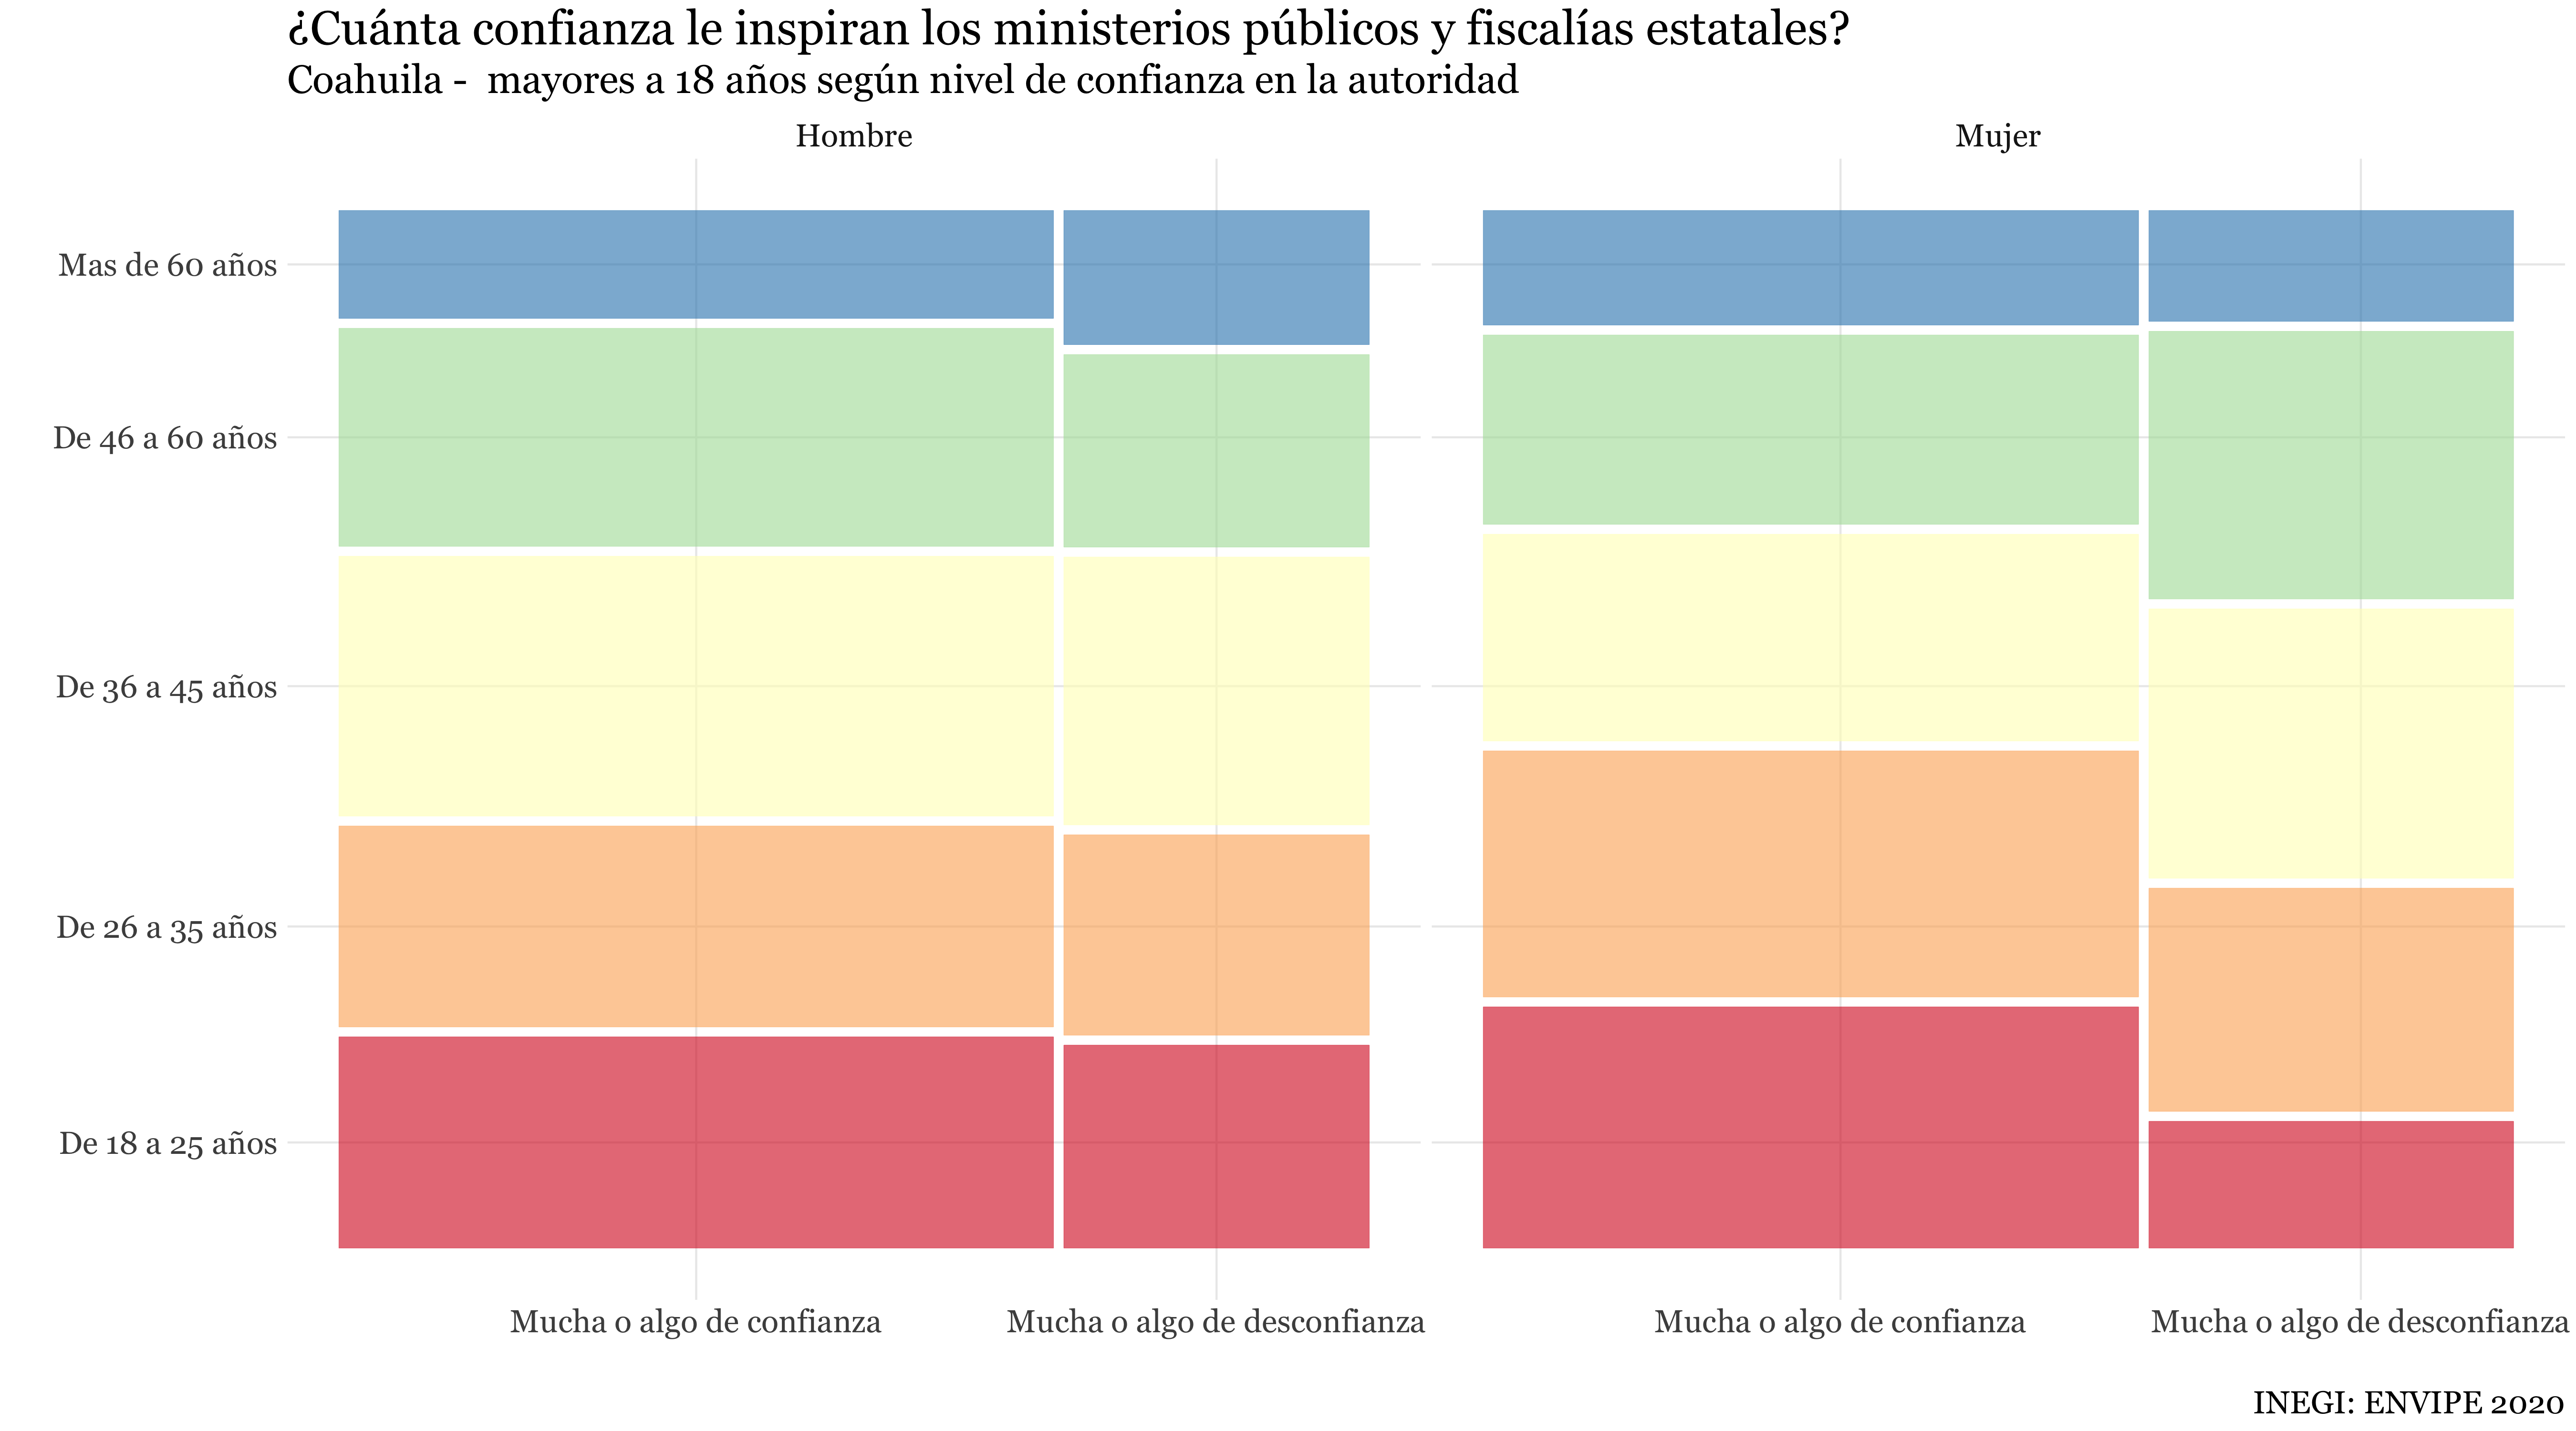 ¿Cuánta confianza le inspiran los ministerios públicos y fiscalías estatales?
Coahuila -  mayores a 18 años según nivel de confianza en la autoridad
Hombre
Mujer
Mas de 60 años
De 46 a 60 años
De 36 a 45 años
De 26 a 35 años
De 18 a 25 años
Mucha o algo de confianza
Mucha o algo de desconfianza
Mucha o algo de confianza
Mucha o algo de desconfianza
INEGI: ENVIPE 2020